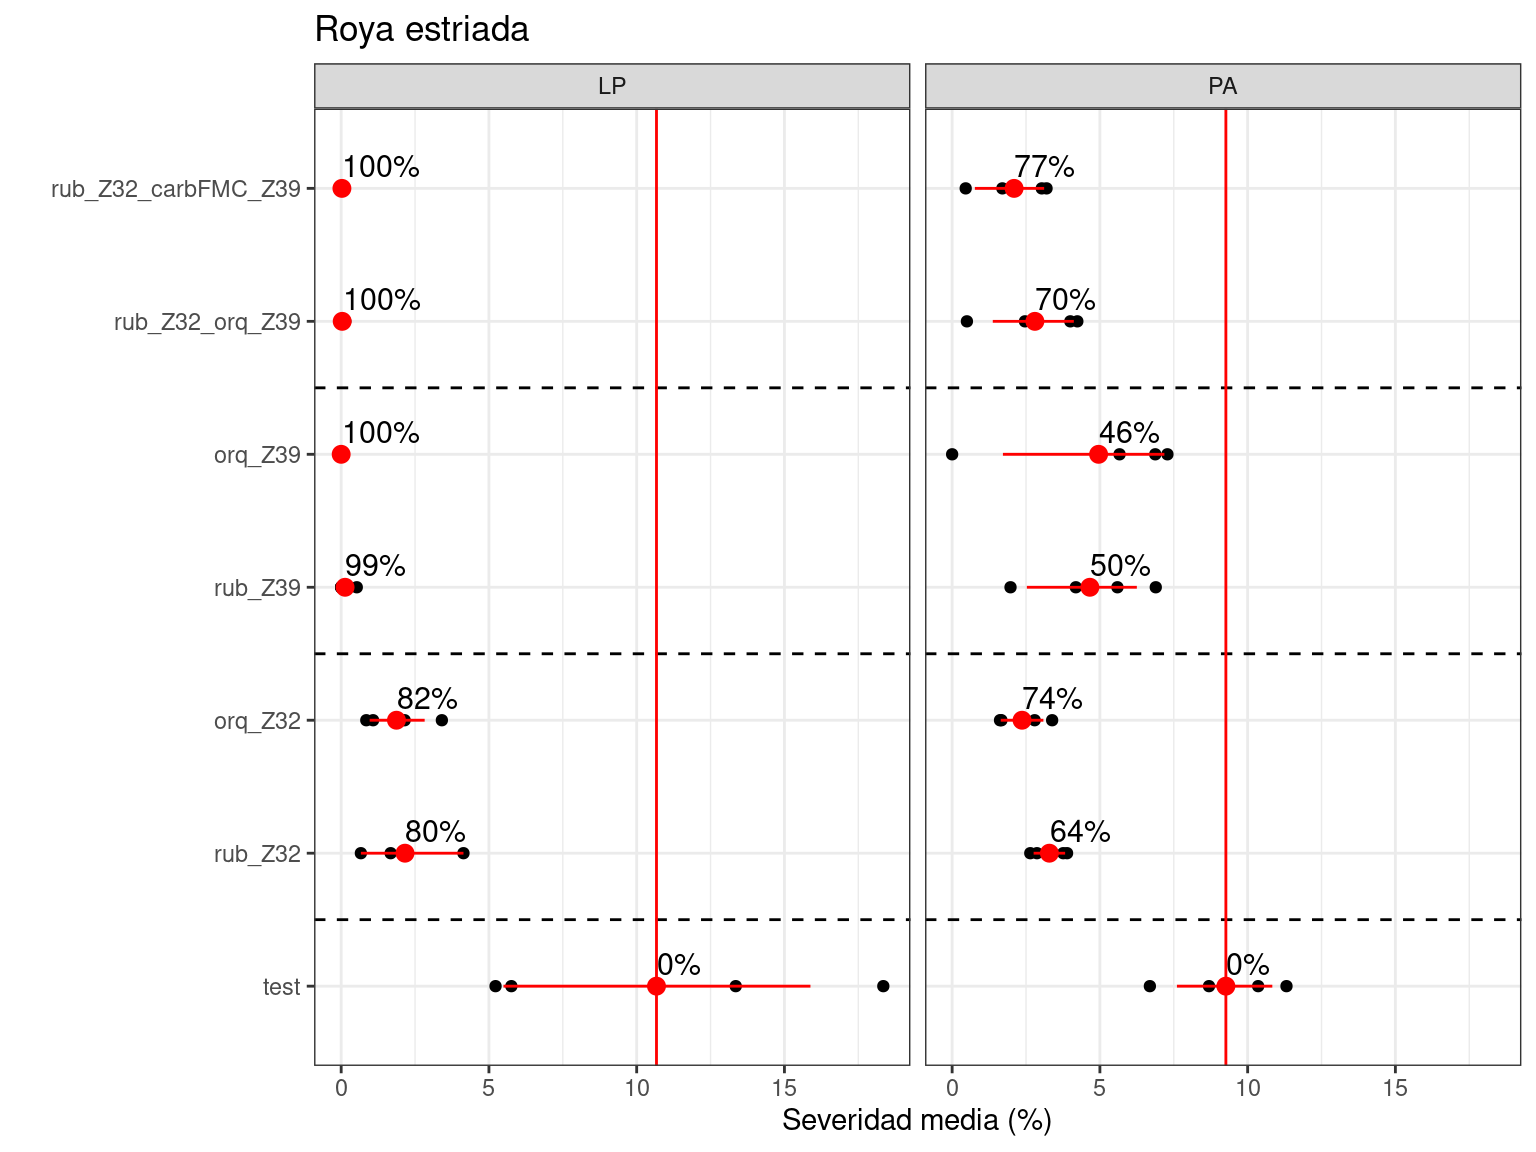 Roya estriada
LP
PA
rub_Z32_carbFMC_Z39
100%
77%
rub_Z32_orq_Z39
100%
70%
orq_Z39
100%
46%
rub_Z39
99%
50%
orq_Z32
82%
74%
rub_Z32
80%
64%
test
0%
0%
0 5 10 15
0 5 10 15
Severidad media (%)